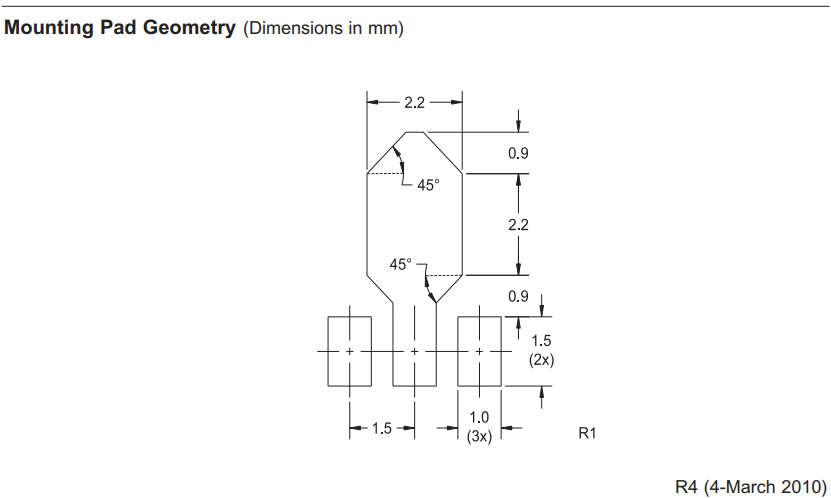 Mounting Pad Geometry (Dimensions in mm)
2.2
0.9
45°
2.2
45°
0.9
1.5
(2x)
1.5
1.0
(3x)
R1
R4 (4-March 2010)